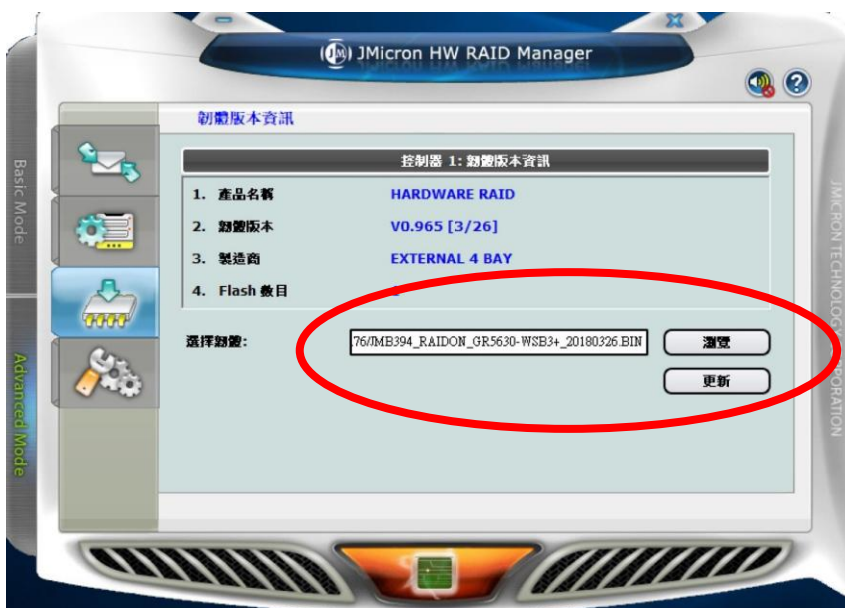 JMicron HW RAID Manager
韌體版本資訊
控制器 1: 韌體版本資訊
1. 產品名稱 HARDWARE RAID
2. 韌體版本 V0.965 [3/26]
3. 製造商 EXTERNAL 4 BAY
4. Flash 數目
選擇韌體: .76/JMB394_RAIDON_GR5630-WSB3+_20180326.BIN 瀏覽
更新
Basic Mode
Advanced Mode
JMICRON TECHNOLOGY CORPORATION